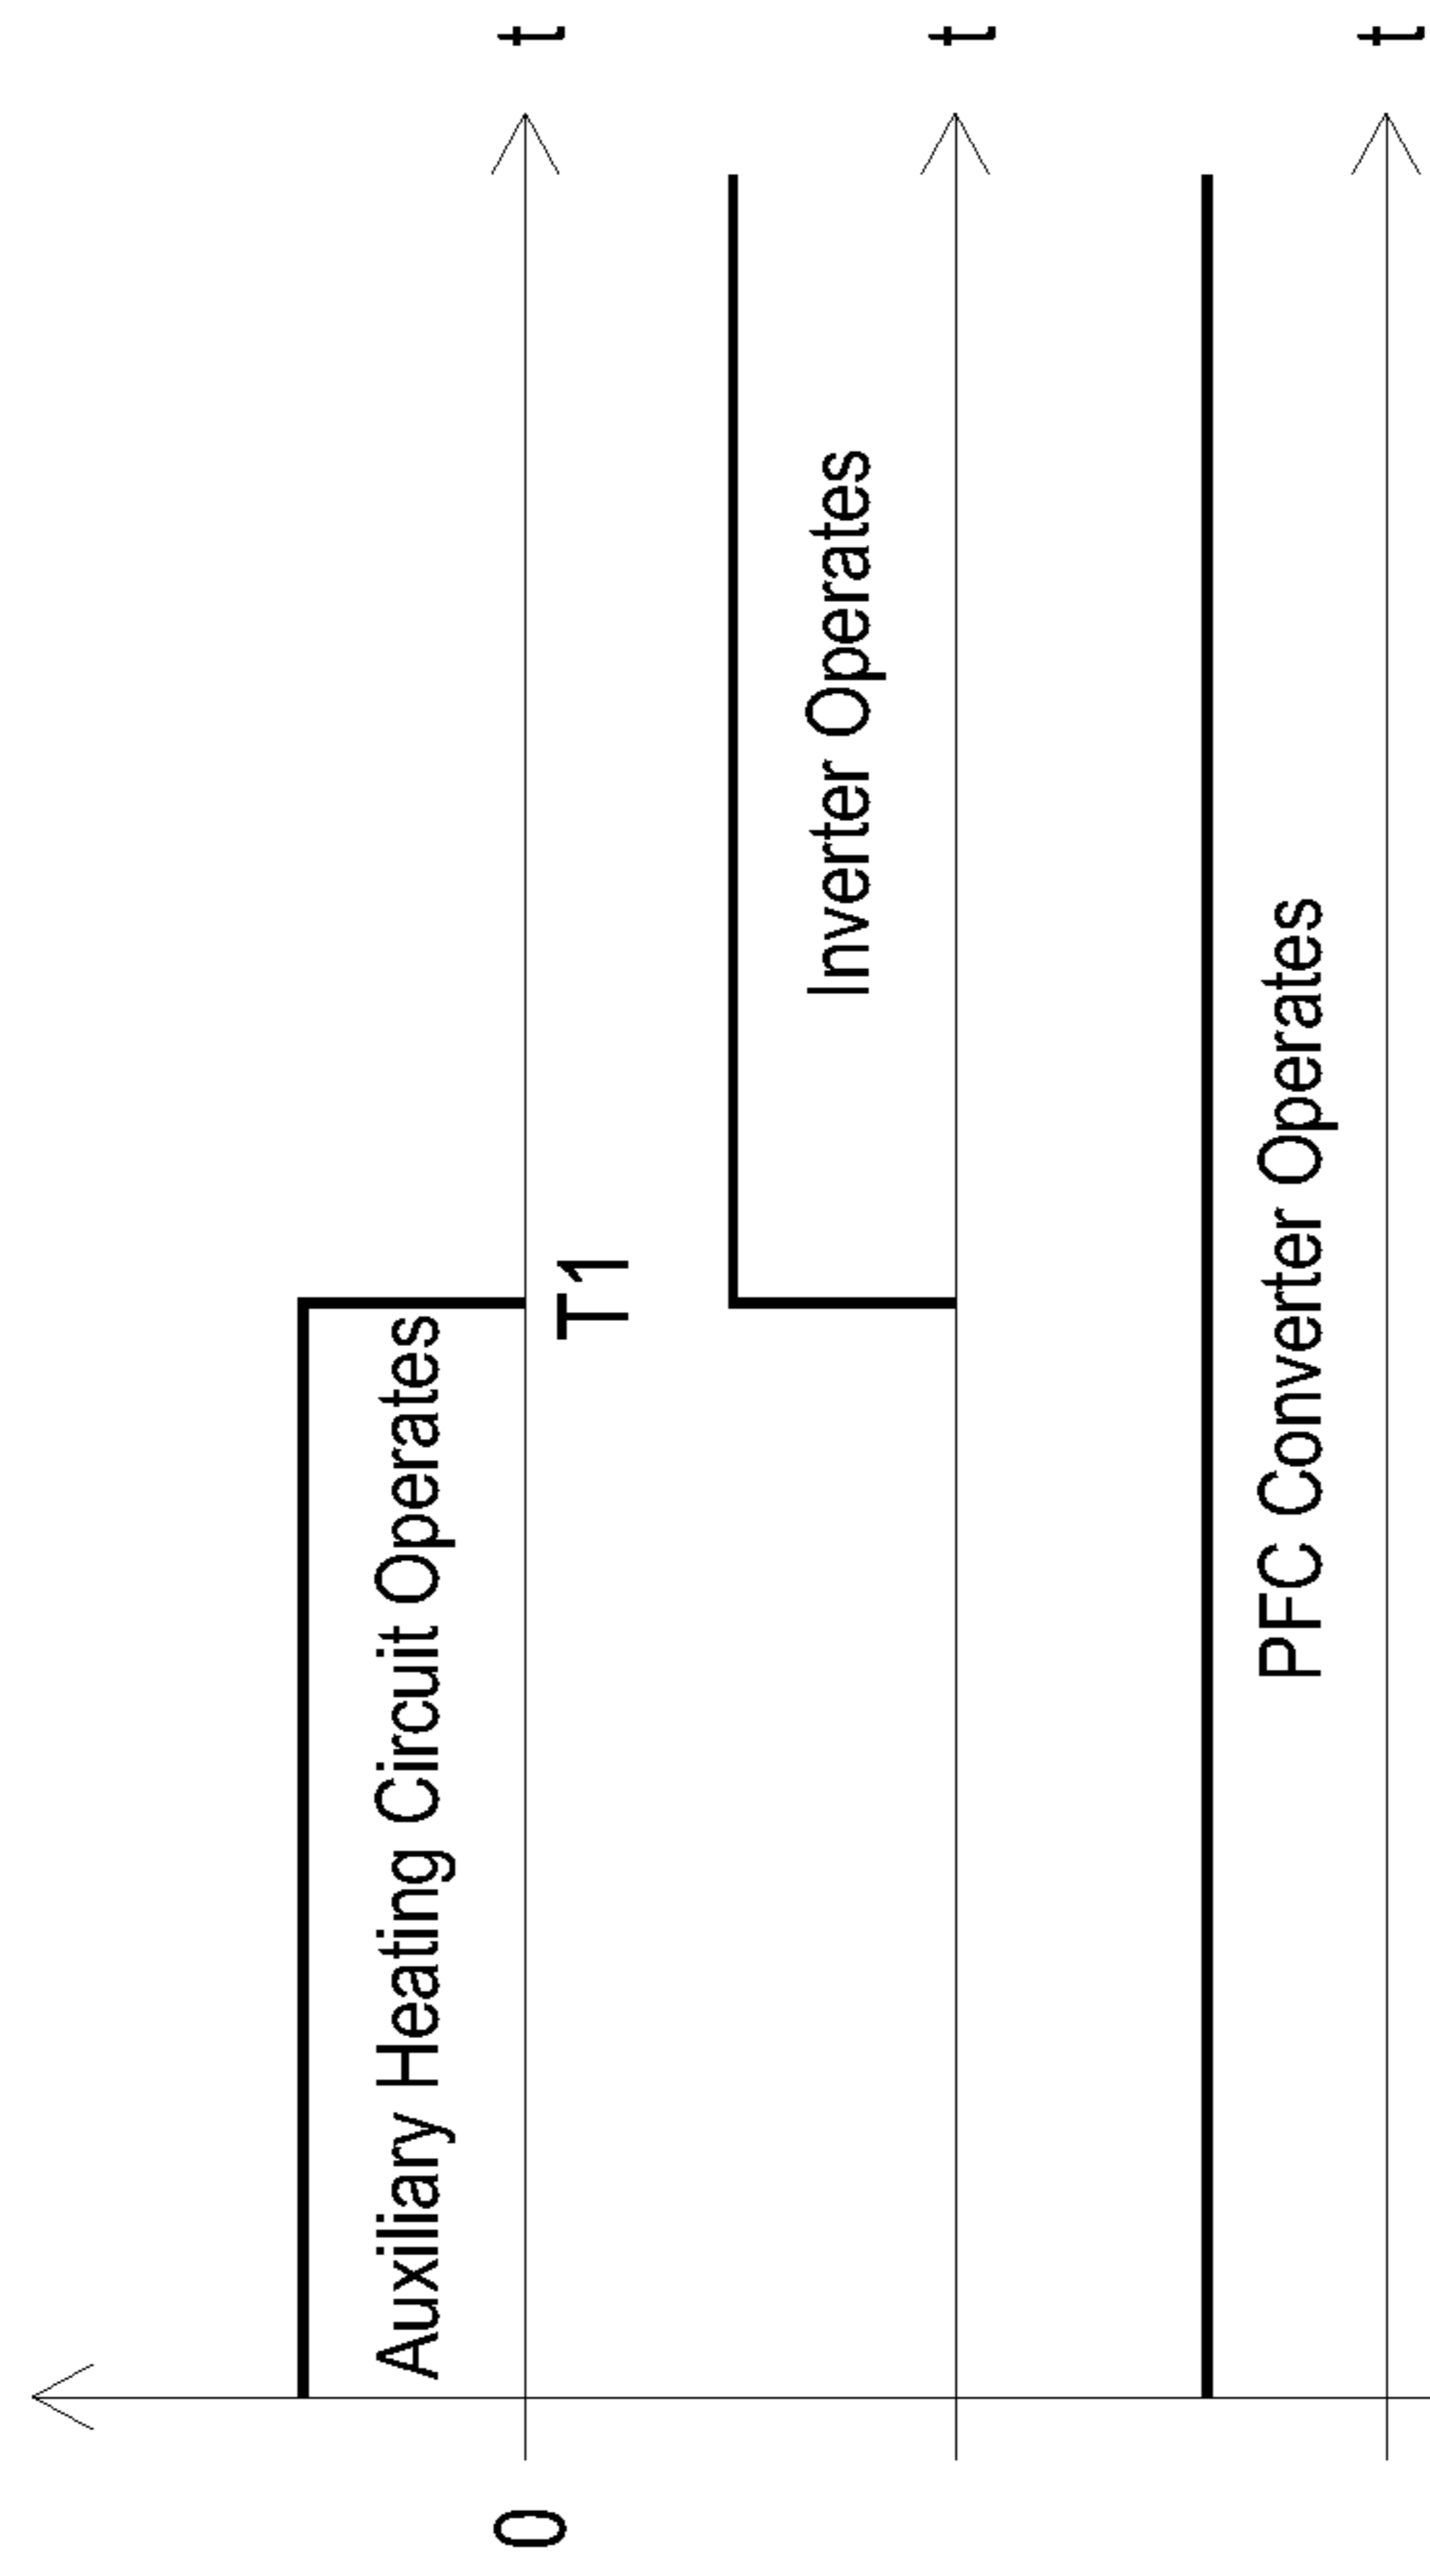 Auxiliary Heating Circuit Operates
0
T1
t
Inverter Operates
t
PFC Converter Operates
t